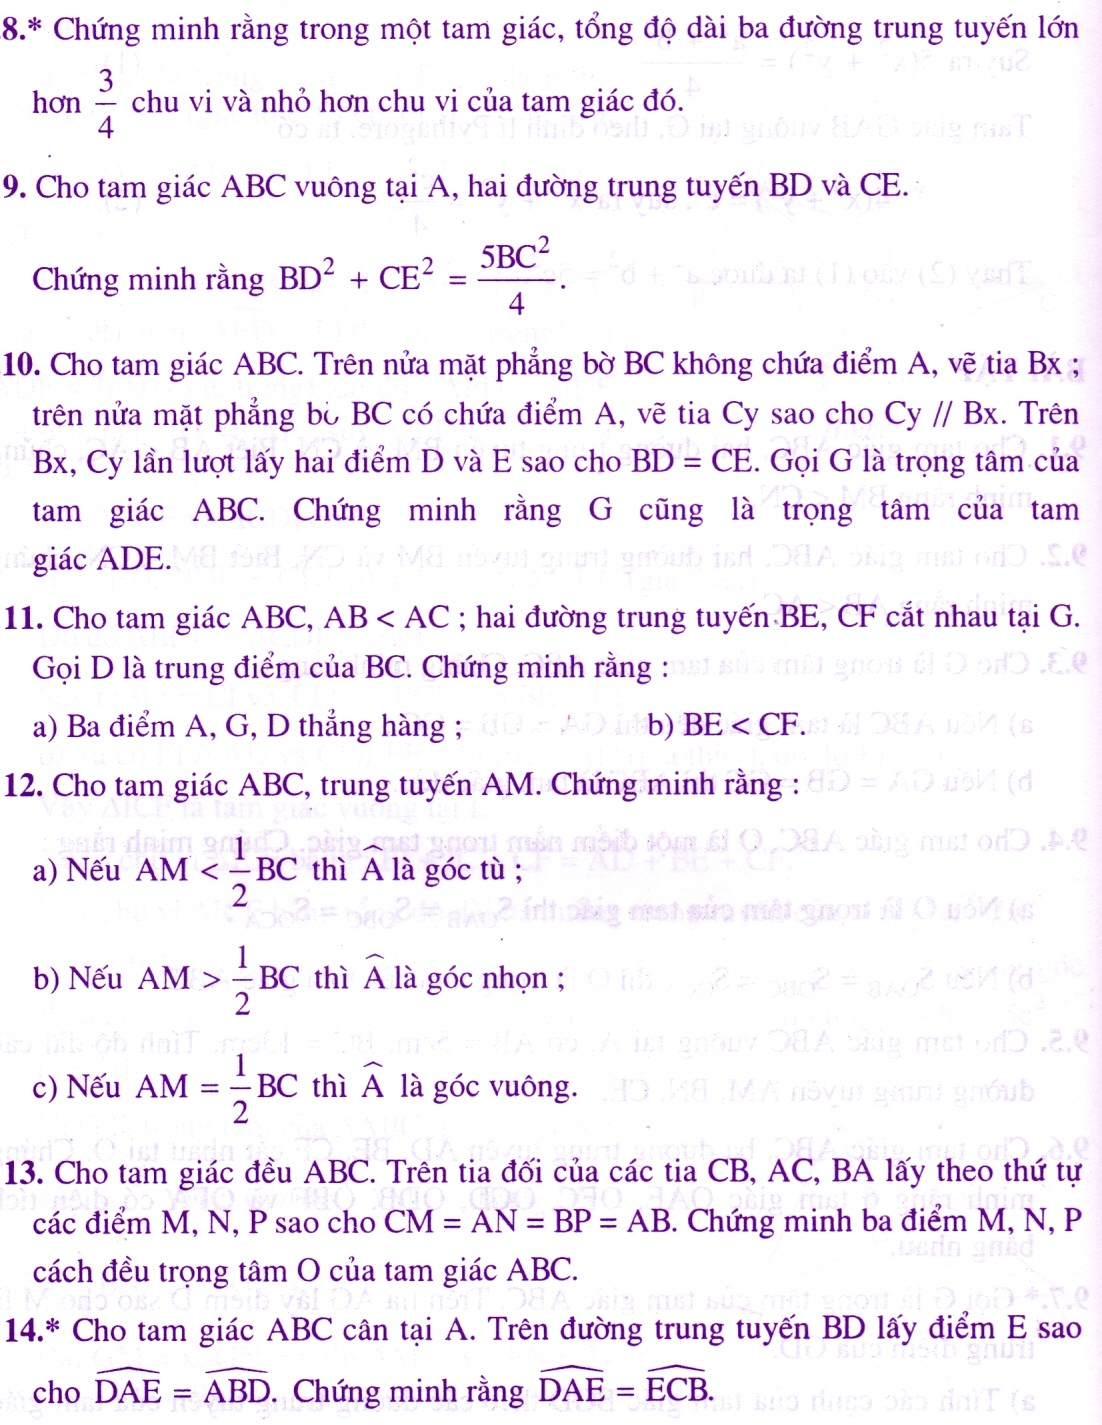 8.* Chứng minh rằng trong một tam giác, tổng độ dài ba đường trung tuyến lớn
hơn 3/4 chu vi và nhỏ hơn chu vi của tam giác đó.
9. Cho tam giác ABC vuông tại A, hai đường trung tuyến BD và CE.
Chứng minh rằng BD² + CE² = 5BC²/4.
10. Cho tam giác ABC. Trên nửa mặt phẳng bờ BC không chứa điểm A, vẽ tia Bx ;
trên nửa mặt phẳng bờ BC có chứa điểm A, vẽ tia Cy sao cho Cy // Bx. Trên
Bx, Cy lần lượt lấy hai điểm D và E sao cho BD = CE. Gọi G là trọng tâm của
tam giác ABC. Chứng minh rằng G cũng là trọng tâm của tam
giác ADE.
11. Cho tam giác ABC, AB < AC ; hai đường trung tuyến BE, CF cắt nhau tại G.
Gọi D là trung điểm của BC. Chứng minh rằng :
a) Ba điểm A, G, D thẳng hàng ; b) BE < CF.
12. Cho tam giác ABC, trung tuyến AM. Chứng minh rằng :
a) Nếu AM < 1/2 BC thì Â là góc tù ;
b) Nếu AM > 1/2 BC thì Â là góc nhọn ;
c) Nếu AM = 1/2 BC thì Â là góc vuông.
13. Cho tam giác đều ABC. Trên tia đối của các tia CB, AC, BA lấy theo thứ tự
các điểm M, N, P sao cho CM = AN = BP = AB. Chứng minh ba điểm M, N, P
cách đều trọng tâm O của tam giác ABC.
14.* Cho tam giác ABC cân tại A. Trên đường trung tuyến BD lấy điểm E sao
cho DAE = ABD. Chứng minh rằng DAE = ECB.